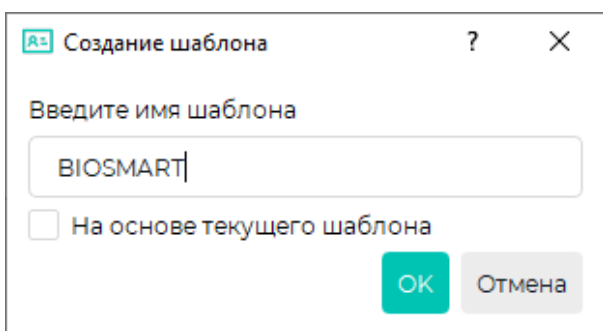 Создание шаблона ?
Введите имя шаблона
BIOSMART
На основе текущего шаблона
OK Отмена